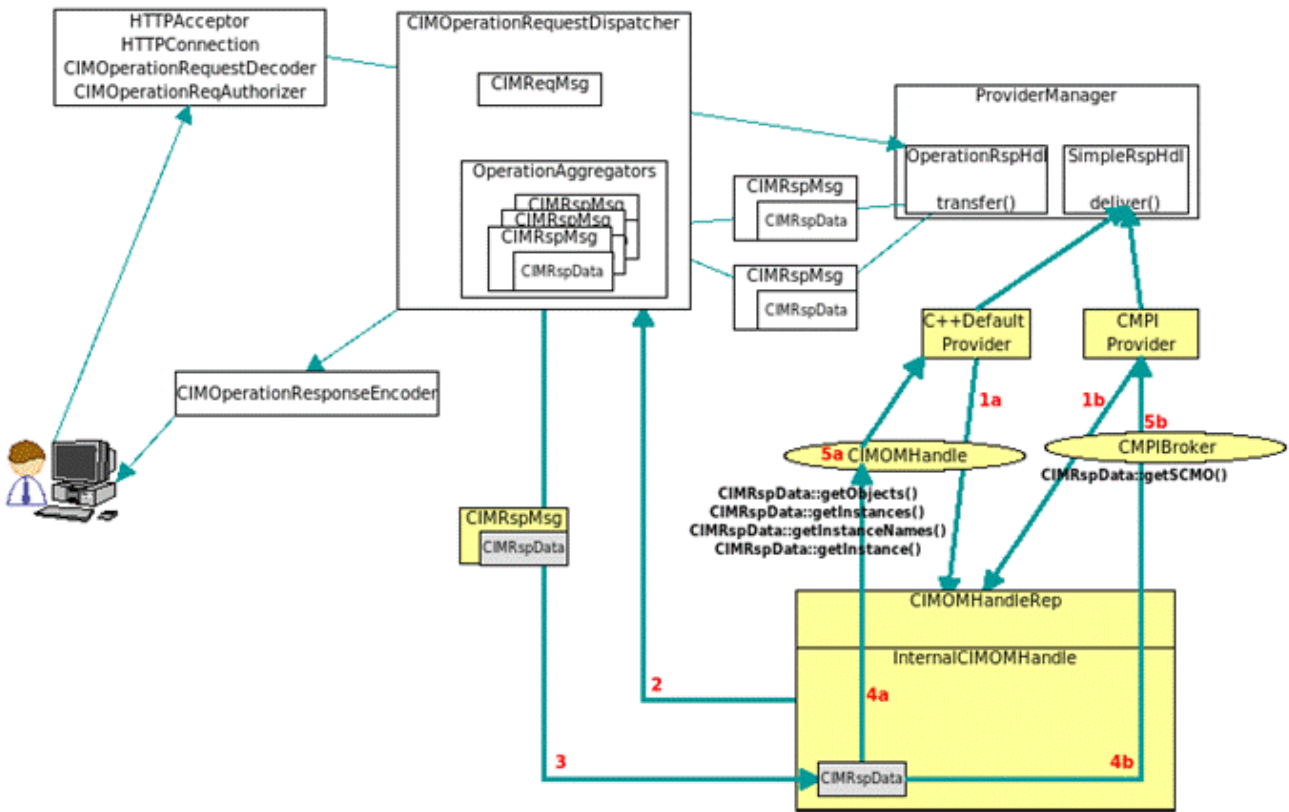 HTTPAcceptor
HTTPConnection
CIMOperationRequestDecoder
CIMOperationReqAuthorizer
CIMOperationRequestDispatcher
CIMReqMsg
OperationAggregators
CIMRspMsg
CIMRspMsg
CIMRspMsg
CIMRspData
ProviderManager
OperationRspHdl
transfer()
SimpleRspHdl
deliver()
CIMRspMsg
CIMRspData
CIMRspMsg
CIMRspData
C++Default
Provider
CMPI
Provider
CIMOperationResponseEncoder
1a
1b
5b
5a
CIMOMHandle
CMPIBroker
CIMRspData::getSCMO()
CIMRspData::getObjects()
CIMRspData::getInstances()
CIMRspData::getInstanceNames()
CIMRspData::getInstance()
CIMRspMsg
CIMRspData
CIMOMHandleRep
InternalCIMOMHandle
2
4a
3
CIMRspData
4b